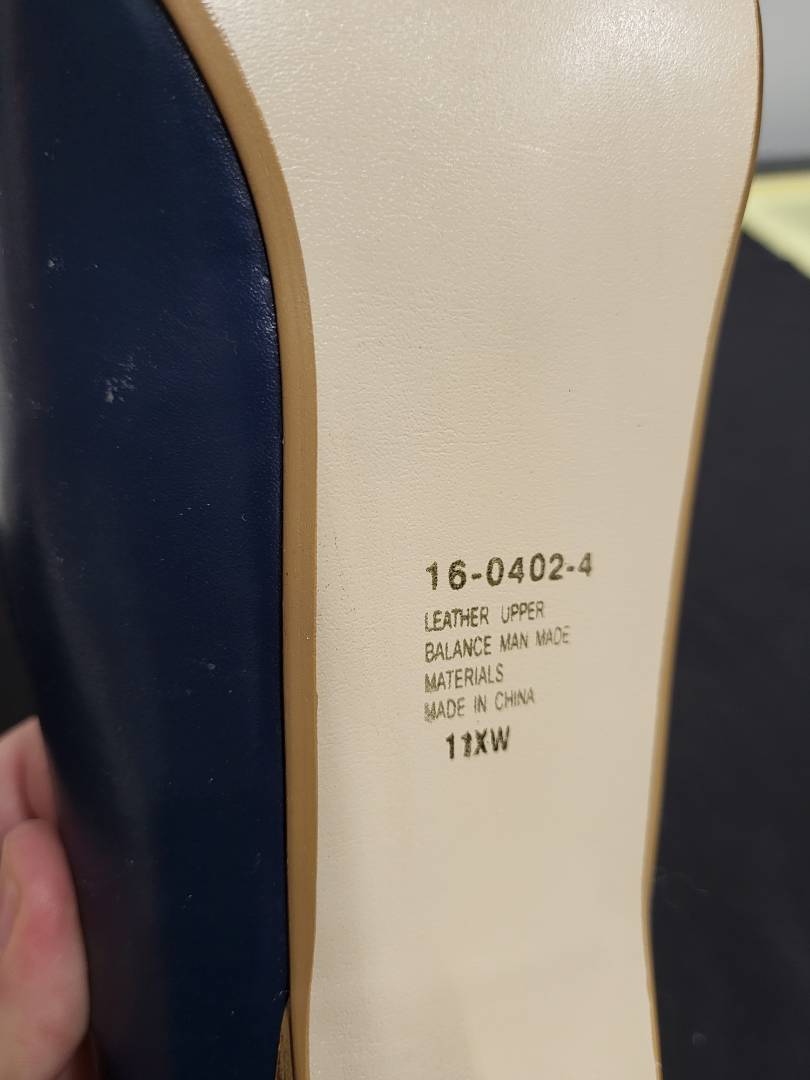 16-0402-4
LEATHER UPPER
BALANCE MAN MADE
MATERIALS
MADE IN CHINA
11XW